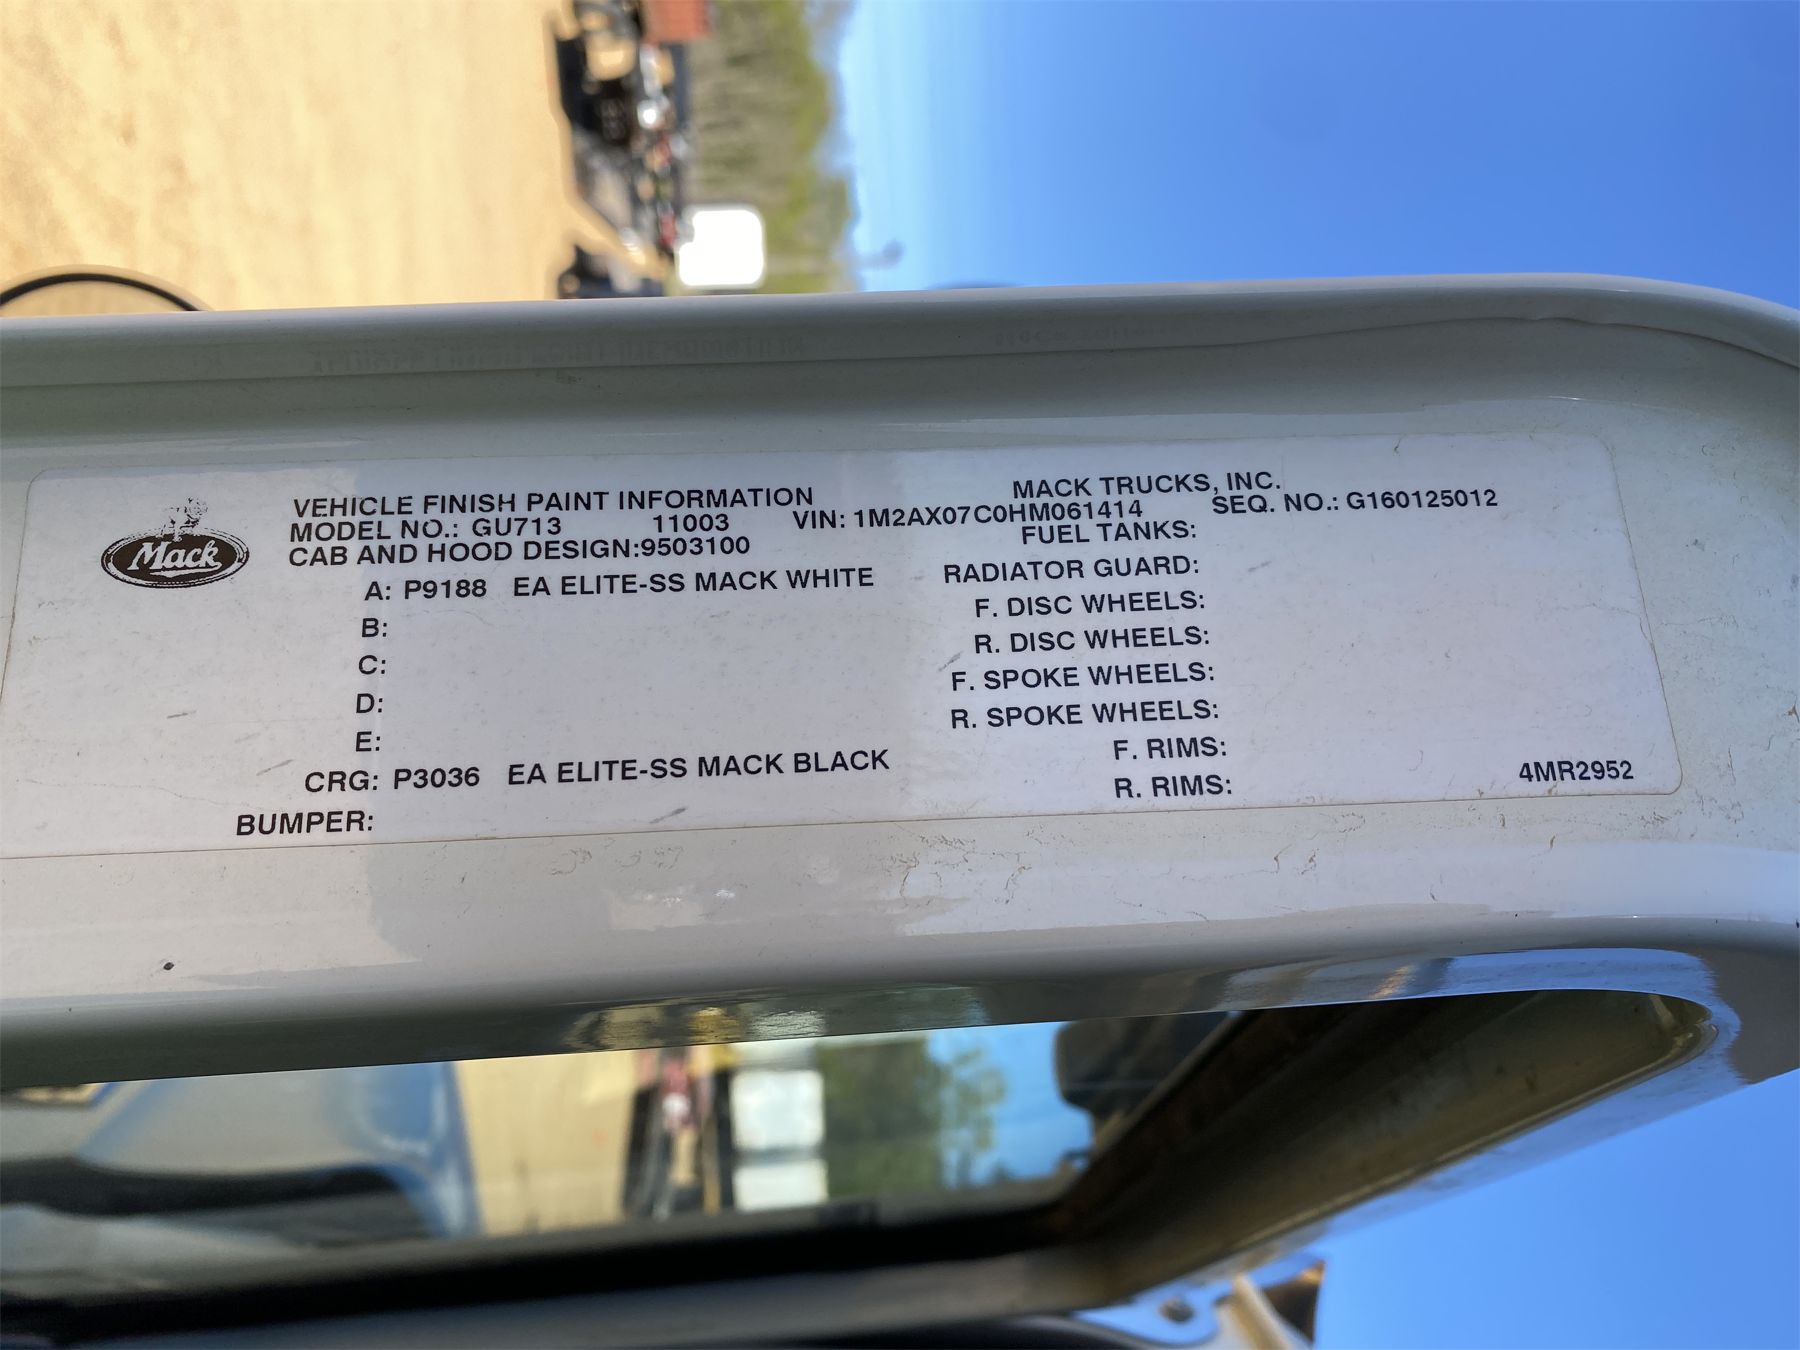 VEHICLE FINISH PAINT INFORMATION MACK TRUCKS, INC.
MODEL NO.: GU713 11003 VIN: 1M2AX07C0HM061414 SEQ. NO.: G160125012
CAB AND HOOD DESIGN:9503100 FUEL TANKS:
Mack
A: P9188 EA ELITE-SS MACK WHITE RADIATOR GUARD:
B: F. DISC WHEELS:
C: R. DISC WHEELS:
D: F. SPOKE WHEELS:
E: R. SPOKE WHEELS:
CRG: P3036 EA ELITE-SS MACK BLACK F. RIMS:
BUMPER: R. RIMS: 4MR2952